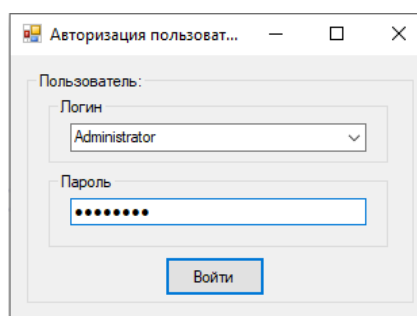 Авторизация пользоват...
Пользователь:
Логин
Administrator
Пароль
●●●●●●●●
Войти